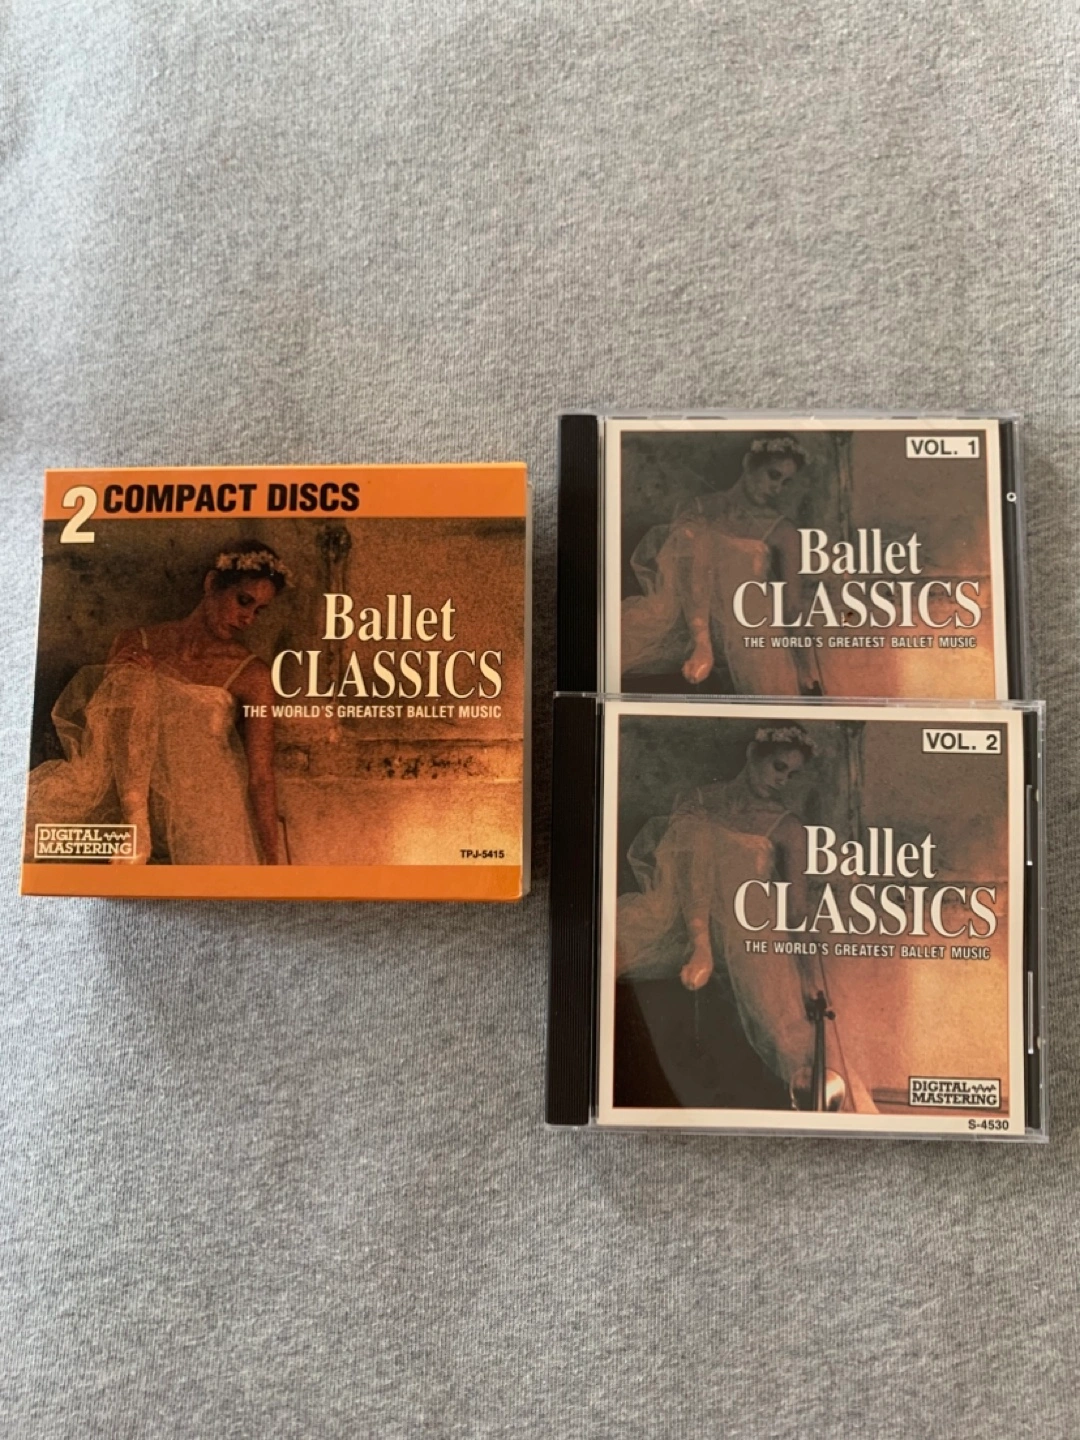 2 COMPACT DISCS
Ballet
CLASSICS
THE WORLD'S GREATEST BALLET MUSIC
DIGITAL
MASTERING
TPJ-5415
VOL. 1
Ballet
CLASSICS
THE WORLD'S GREATEST BALLET MUSIC
VOL. 2
Ballet
CLASSICS
THE WORLD'S GREATEST BALLET MUSIC
DIGITAL
MASTERING
S-4530